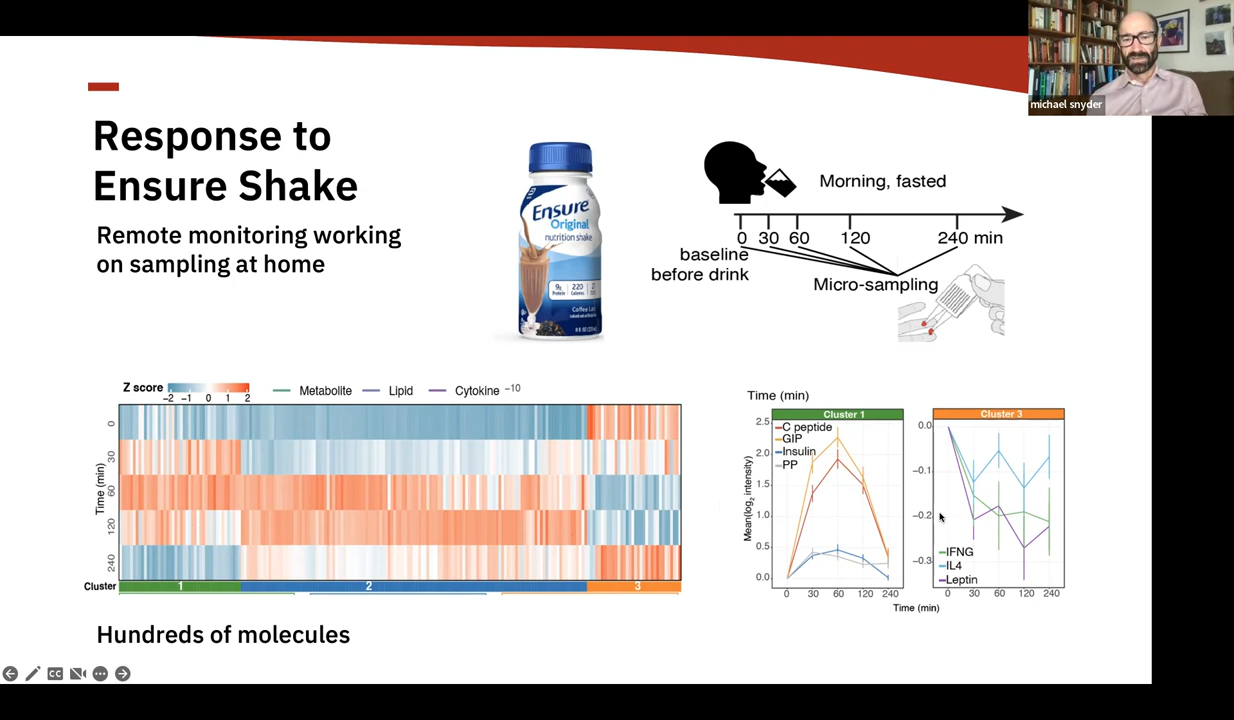 michael snyder
Response to
Ensure Shake
Remote monitoring working
on sampling at home
Ensure
Original
nutrition shake
9g
Protein
220
Calories
Morning, fasted
0 30 60 120 240 min
baseline
before drink
Micro-sampling
Z score
−2 −1 0 1 2
Metabolite Lipid Cytokine −10
Time (min)
0
30
60
120
240
Cluster 1 2 3
Hundreds of molecules
Time (min)
Cluster 1
C peptide
GIP
Insulin
PP
Mean(log2 intensity)
2.5
2.0
1.5
1.0
0.5
0.0
0 30 60 120 240
Cluster 3
0.0
−0.1
−0.2
−0.3
IFNG
IL4
Leptin
0 30 60 120 240
Time (min)
CC